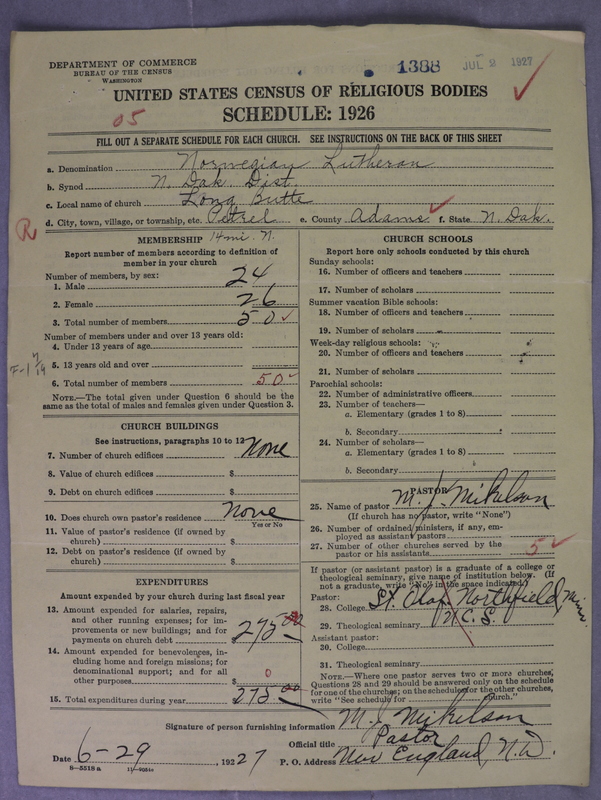 DEPARTMENT OF COMMERCE
BUREAU OF THE CENSUS
WASHINGTON
1388 JUL 2 1927
UNITED STATES CENSUS OF RELIGIOUS BODIES
05
SCHEDULE: 1926
FILL OUT A SEPARATE SCHEDULE FOR EACH CHURCH. SEE INSTRUCTIONS ON THE BACK OF THIS SHEET
a. Denomination Norwegian Lutheran
b. Synod N. Dak. Dist.
c. Local name of church Long Butte
d. City, town, village, or township, etc. Petrel e. County Adams f. State N. Dak.
R
MEMBERSHIP 14 mi. N.
Report number of members according to definition of member in your church
Number of members, by sex:
1. Male 24
2. Female 26
3. Total number of members 50
Number of members under and over 13 years old:
4. Under 13 years of age
5. 13 years old and over
6. Total number of members 50
NOTE.—The total given under Question 6 should be the same as the total of males and females given under Question 3.
CHURCH BUILDINGS
See instructions, paragraphs 10 to 12
7. Number of church edifices None
8. Value of church edifices $
9. Debt on church edifices $
10. Does church own pastor's residence None
Yes or No
11. Value of pastor's residence (if owned by church) $
12. Debt on pastor's residence (if owned by church) $
EXPENDITURES
Amount expended by your church during last fiscal year
13. Amount expended for salaries, repairs, and other running expenses; for improvements or new buildings; and for payments on church debt 275.00
14. Amount expended for benevolences, including home and foreign missions; for denominational support; and for all other purposes $ 0
15. Total expenditures during year 275.00
CHURCH SCHOOLS
Report here only schools conducted by this church
Sunday schools:
16. Number of officers and teachers
17. Number of scholars
Summer vacation Bible schools:
18. Number of officers and teachers
19. Number of scholars
Week-day religious schools:
20. Number of officers and teachers
21. Number of scholars
Parochial schools:
22. Number of administrative officers
23. Number of teachers—
a. Elementary (grades 1 to 8)
b. Secondary
24. Number of scholars—
a. Elementary (grades 1 to 8)
b. Secondary
PASTOR
25. Name of pastor M. J. Mikelson
(If church has no pastor, write "None")
26. Number of ordained ministers, if any, employed as assistant pastors
27. Number of other churches served by the pastor or his assistants 5
If pastor (or assistant pastor) is a graduate of a college or theological seminary, give name of institution below. (If not a graduate, write "No" in the space indicated)
Pastor:
28. College St. Olaf Northfield, Minn.
29. Theological seminary N.C.S.
Assistant pastor:
30. College
31. Theological seminary
NOTE.—Where one pastor serves two or more churches, Questions 28 and 29 should be answered only on the schedule for one of the churches; on the schedules for the other churches, write "See schedule for church."
Signature of person furnishing information M. J. Mikelson
Official title Pastor
Date 6-29, 1927 P. O. Address New England, N.D.
8—5518 a